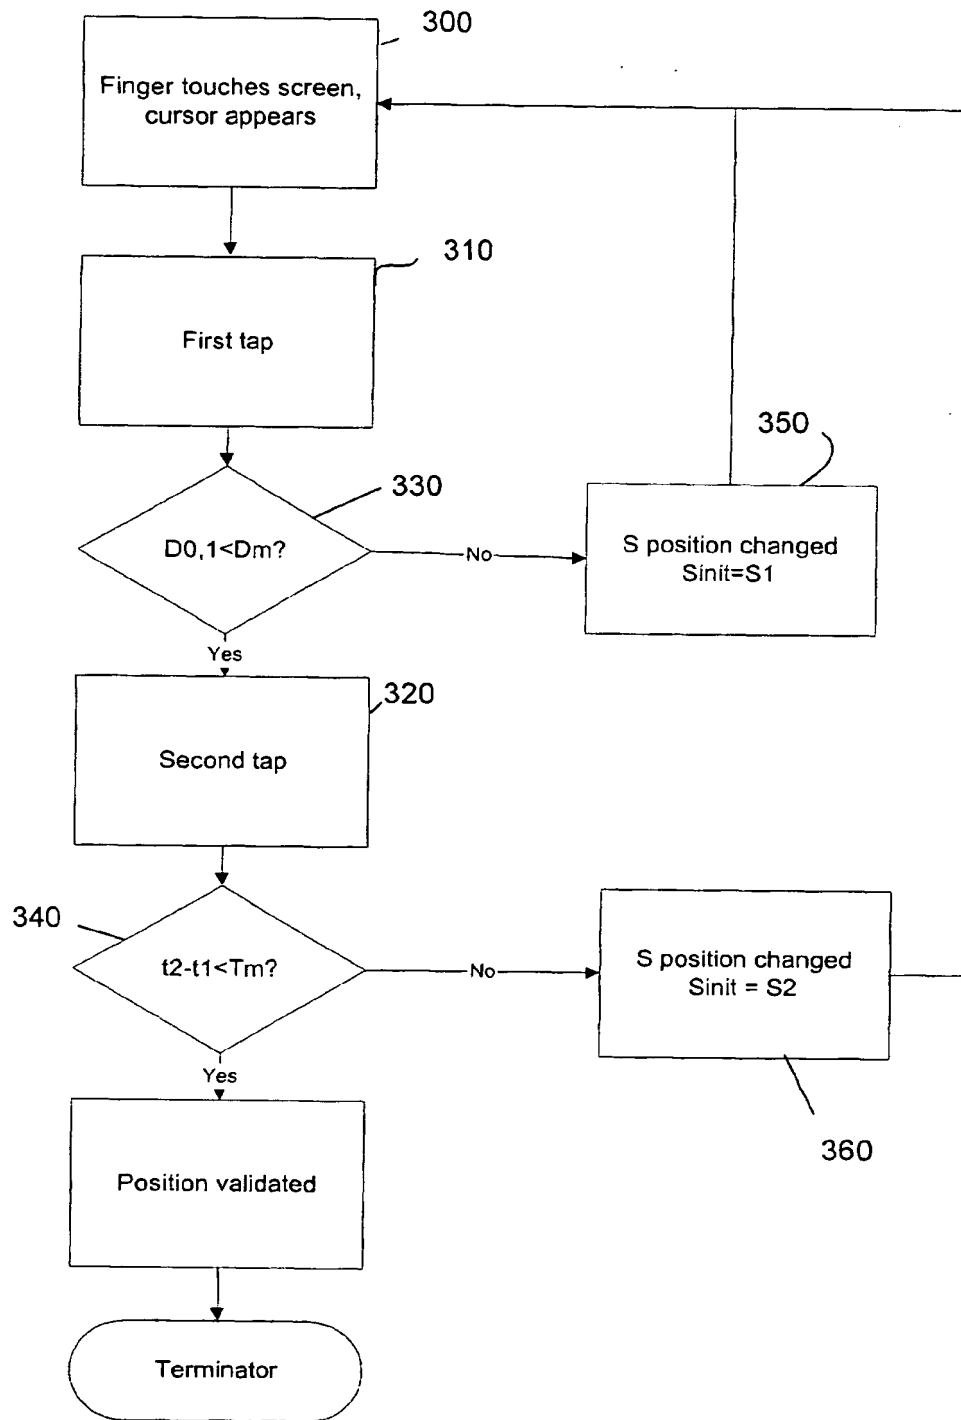 300
Finger touches screen,
cursor appears
310
First tap
350
330
D0,1<Dm?
No
S position changed
Sinit=S1
Yes
320
Second tap
340
t2-t1<Tm?
No
S position changed
Sinit = S2
Yes
360
Position validated
Terminator